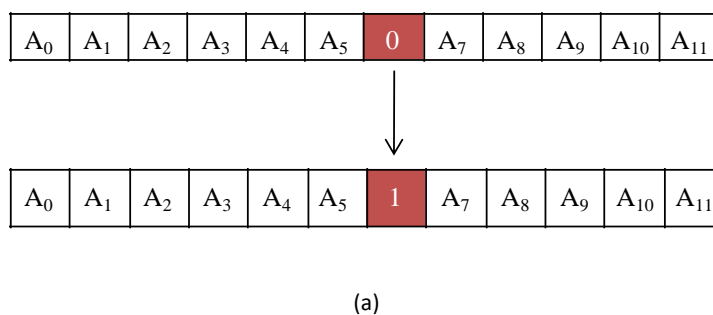 A₀ A₁ A₂ A₃ A₄ A₅ 0 A₇ A₈ A₉ A₁₀ A₁₁
A₀ A₁ A₂ A₃ A₄ A₅ 1 A₇ A₈ A₉ A₁₀ A₁₁
(a)